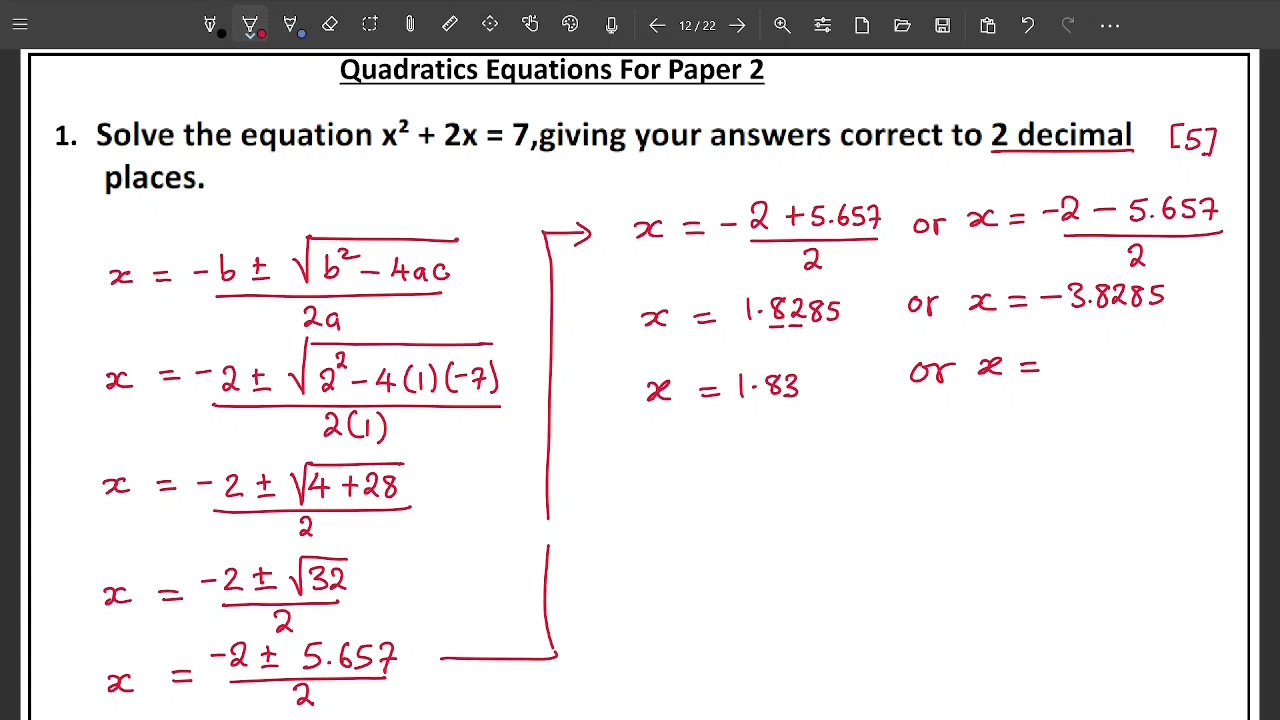 12/22
Quadratics Equations For Paper 2
1. Solve the equation x² + 2x = 7,giving your answers correct to 2 decimal [5]
places.
x = -b ± √(b² - 4ac) / 2a
x = -2 ± √(2² - 4(1)(-7)) / 2(1)
x = -2 ± √(4 + 28) / 2
x = -2 ± √32 / 2
x = -2 ± 5.657 / 2
x = -2 + 5.657 / 2 or x = -2 - 5.657 / 2
x = 1.8285 or x = -3.8285
x = 1.83 or x =